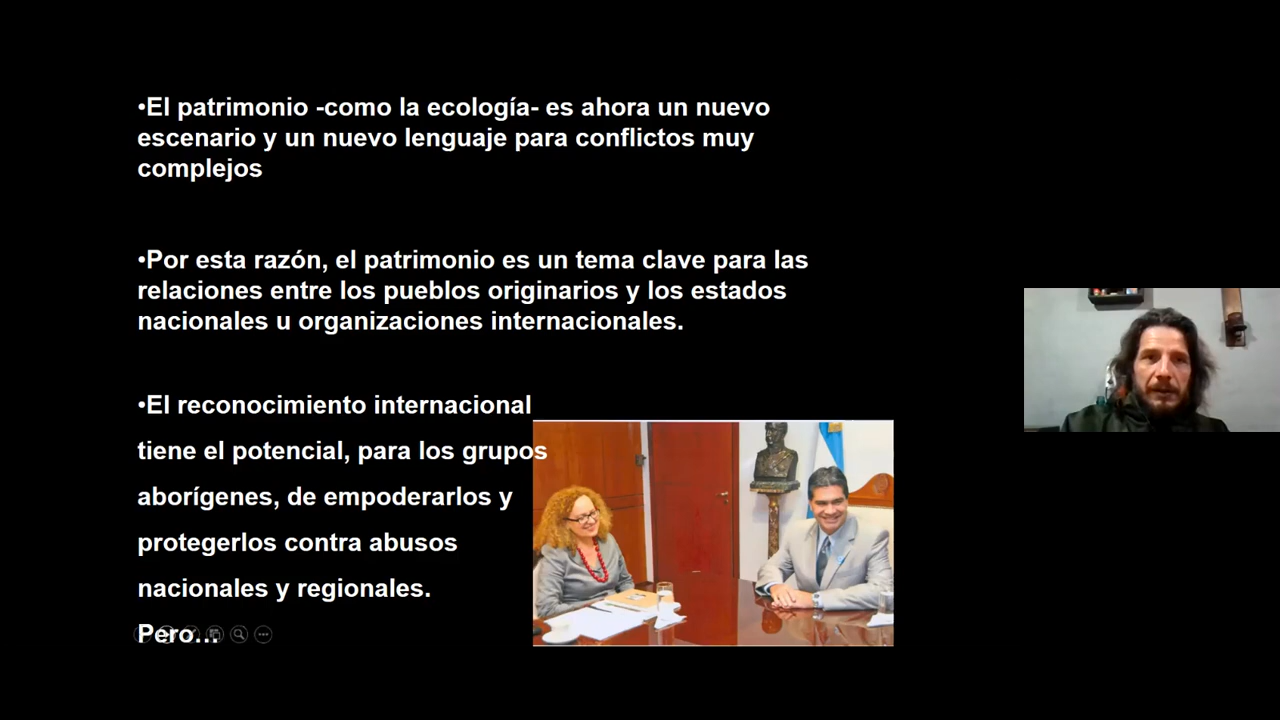 •El patrimonio -como la ecología- es ahora un nuevo
escenario y un nuevo lenguaje para conflictos muy
complejos
•Por esta razón, el patrimonio es un tema clave para las
relaciones entre los pueblos originarios y los estados
nacionales u organizaciones internacionales.
•El reconocimiento internacional
tiene el potencial, para los grupos
aborígenes, de empoderarlos y
protegerlos contra abusos
nacionales y regionales.
Pero...